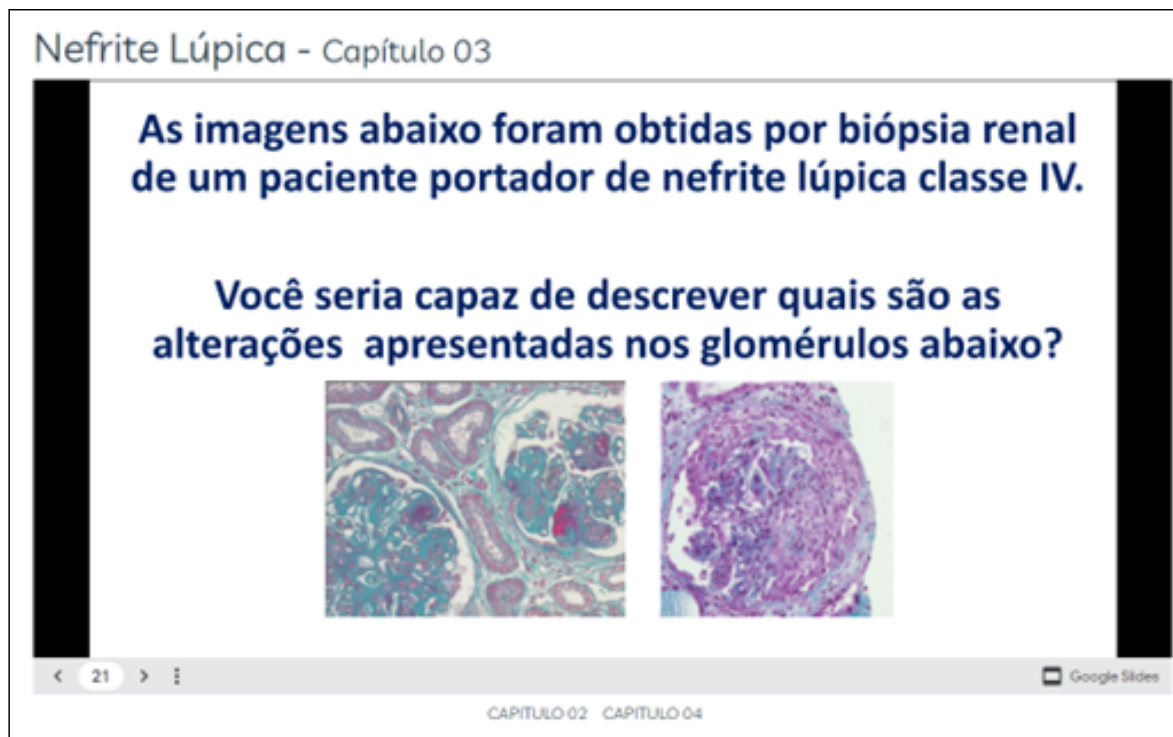 Nefrite Lúpica - Capítulo 03
As imagens abaixo foram obtidas por biópsia renal
de um paciente portador de nefrite lúpica classe IV.
Você seria capaz de descrever quais são as
alterações apresentadas nos glomérulos abaixo?
21
Google Slides
CAPITULO 02 CAPITULO 04